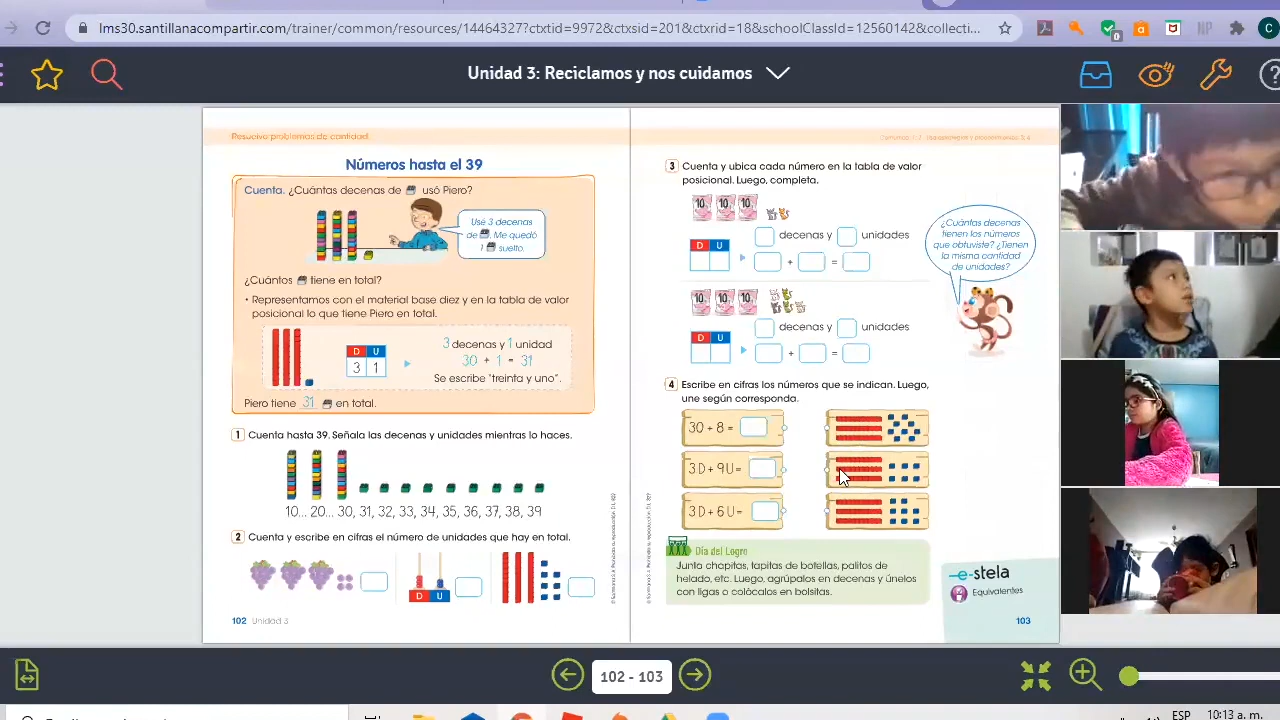 lms30.santillanacompartir.com/trainer/comon/resources/14464327?ctxtid=9972&ctxsid=201&ctxrid=18&schoolClassId=12560142&collecti...
Unidad 3: Reciclamos y nos cuidamos
Resuelve problemas de cantidad
Números hasta el 39
Cuenta. ¿Cuántas decenas de usó Piero?
Usé 3 decenas
de . Me quedó
1 suelto.
¿Cuántos tiene en total?
• Representamos con el material base diez y en la tabla de valor
posicional lo que tiene Piero en total.
D U
3 1
3 decenas y 1 unidad
30 + 1 = 31
Se escribe "treinta y uno".
Piero tiene 31 en total.
1 Cuenta hasta 39. Señala las decenas y unidades mientras lo haces.
10... 20... 30, 31, 32, 33, 34, 35, 36, 37, 38, 39
2 Cuenta y escribe en cifras el número de unidades que hay en total.
D U
102 Unidad 3
3 Cuenta y ubica cada número en la tabla de valor
posicional. Luego, completa.
10 10 10
decenas y unidades
D U
+ =
10 10 10
decenas y unidades
D U
+ =
¿Cuántas decenas
tienen los números
que obtuviste? ¿Tienen
la misma cantidad
de unidades?
4 Escribe en cifras los números que se indican. Luego,
une según corresponda.
30 + 8 =
3 D + 9 U =
3 D + 6 U =
Día del Logro
Junta chapitas, tapitas de botellas, palitos de
helado, etc. Luego, agrúpalos en decenas y únelos
con ligas o colócalos en bolsitas.
e-stela
Equivalentes
103
102 - 103
ESP 10:13 a. m.